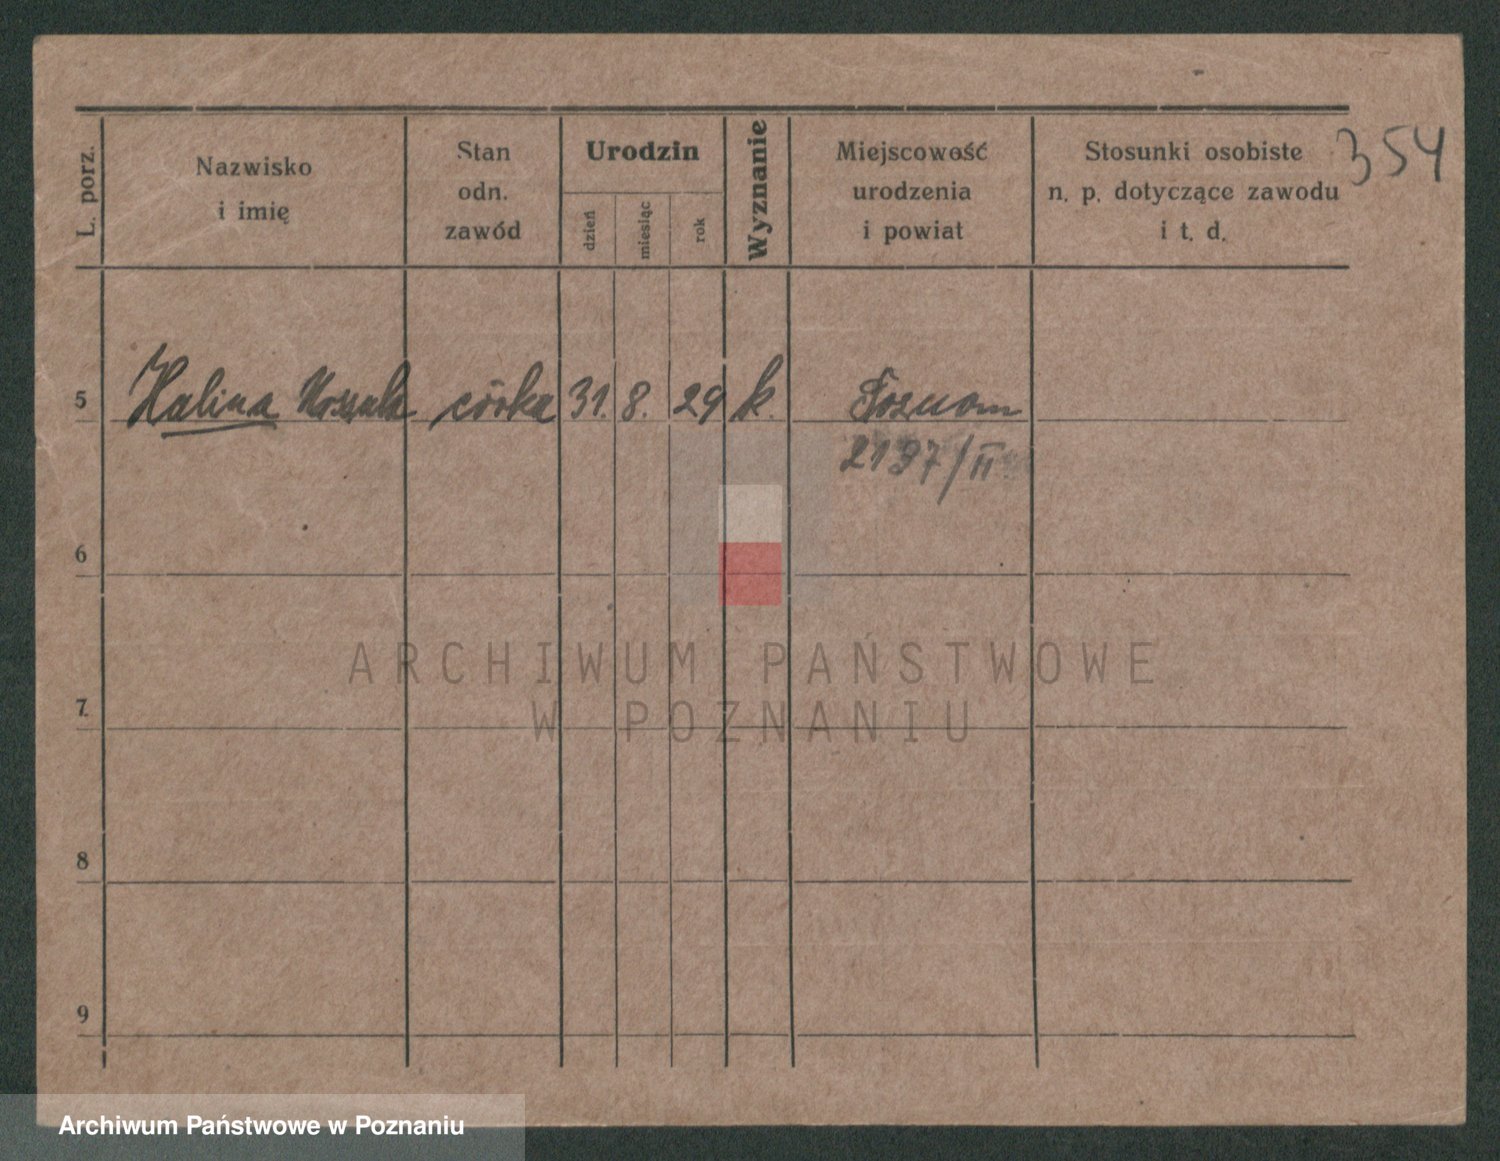 354
L. porz.
Nazwisko
i imię
Stan
odn.
zawód
Urodzin
dzień
miesiąc
rok
Wyznanie
Miejscowość
urodzenia
i powiat
Stosunki osobiste
n. p. dotyczące zawodu
i t. d.
5 Halina córka 31. 8. 29 k.
2197/II
6
7
8
9
ARCHIWUM PAŃSTWOWE
W POZNANIU
Archiwum Państwowe w Poznaniu